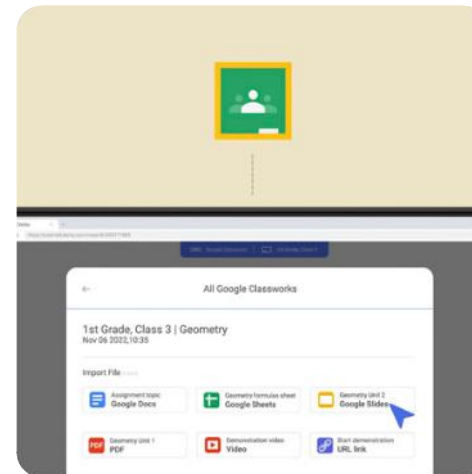 All Google Classworks
1st Grade, Class 3 | Geometry
Nov 06 2022,10:35
Import File
Assignment topic
Google Docs
Geometry formulas sheet
Google Sheets
Geometry Unit 2
Google Slides
Geometry Unit 1
PDF
PDF
Demonstration video
Video
Start demonstration
URL link